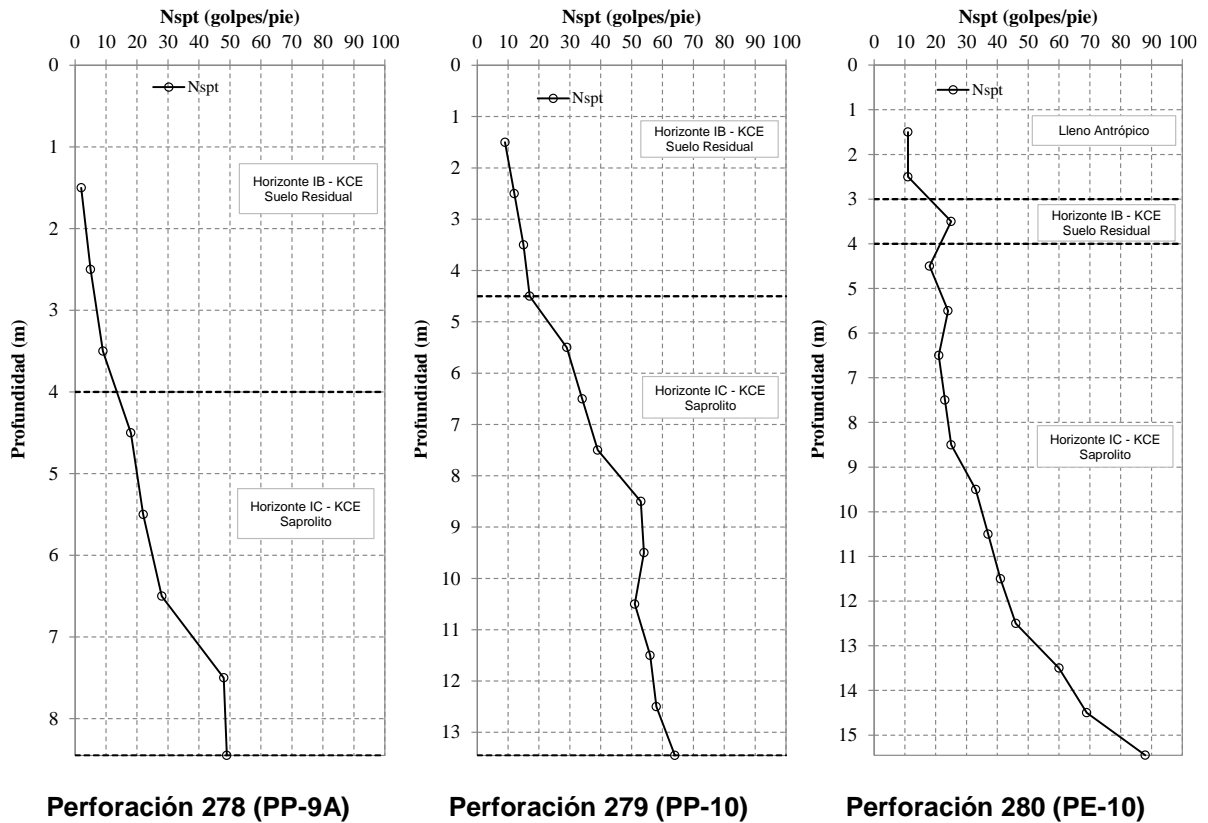 Nspt (golpes/pie)
0 10 20 30 40 50 60 70 80 90 100
Profundidad (m)
0
1
2
3
4
5
6
7
8
Nspt
Horizonte IB - KCE
Suelo Residual
Horizonte IC - KCE
Saprolito
Perforación 278 (PP-9A)
Nspt (golpes/pie)
0 10 20 30 40 50 60 70 80 90 100
Profundidad (m)
0
1
2
3
4
5
6
7
8
9
10
11
12
13
Nspt
Horizonte IB - KCE
Suelo Residual
Horizonte IC - KCE
Saprolito
Perforación 279 (PP-10)
Nspt (golpes/pie)
0 10 20 30 40 50 60 70 80 90 100
Profundidad (m)
0
1
2
3
4
5
6
7
8
9
10
11
12
13
14
15
Nspt
Lleno Antrópico
Horizonte IB - KCE
Suelo Residual
Horizonte IC - KCE
Saprolito
Perforación 280 (PE-10)